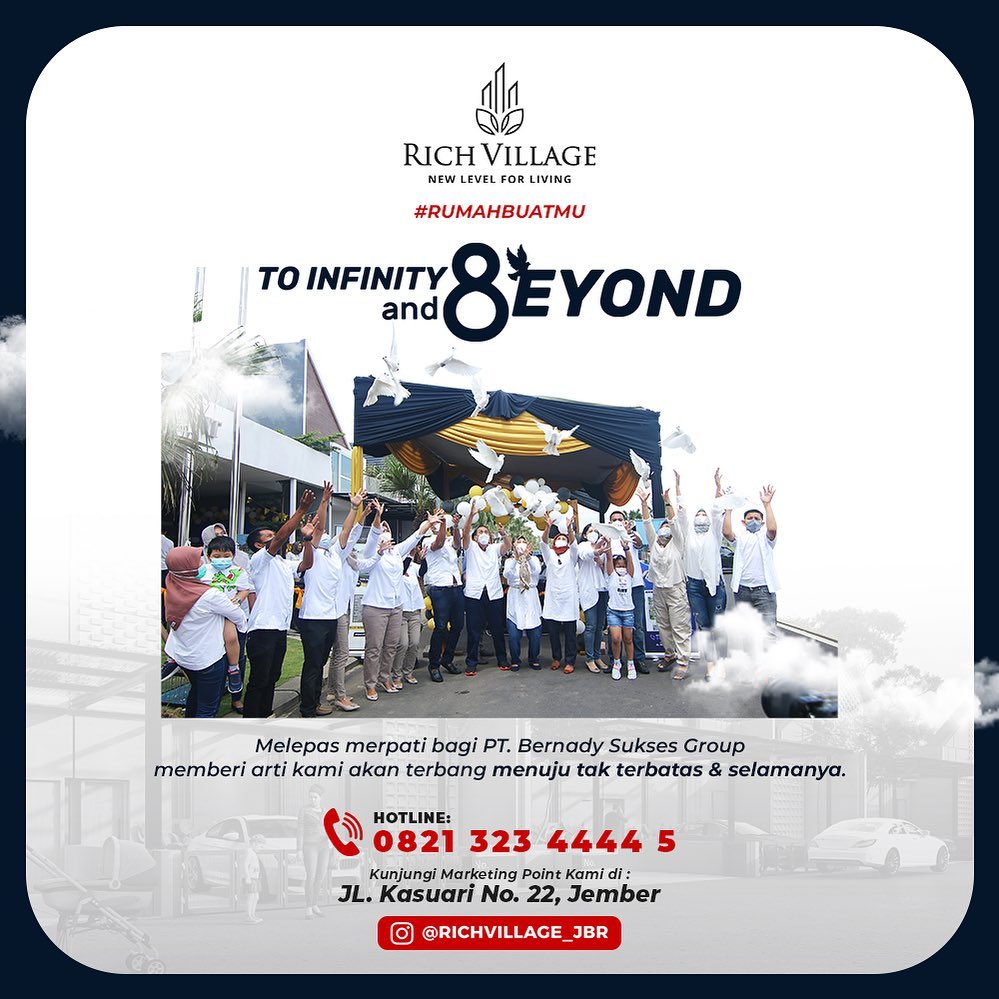 RICH VILLAGE
NEW LEVEL FOR LIVING
#RUMAHBUATMU
TO INFINITY
and 8EYOND
Melepas merpati bagi PT. Bernady Sukses Group
memberi arti kami akan terbang menuju tak terbatas & selamanya.
HOTLINE:
0821 323 4444 5
Kunjungi Marketing Point Kami di :
JL. Kasuari No. 22, Jember
@RICHVILLAGE_JBR